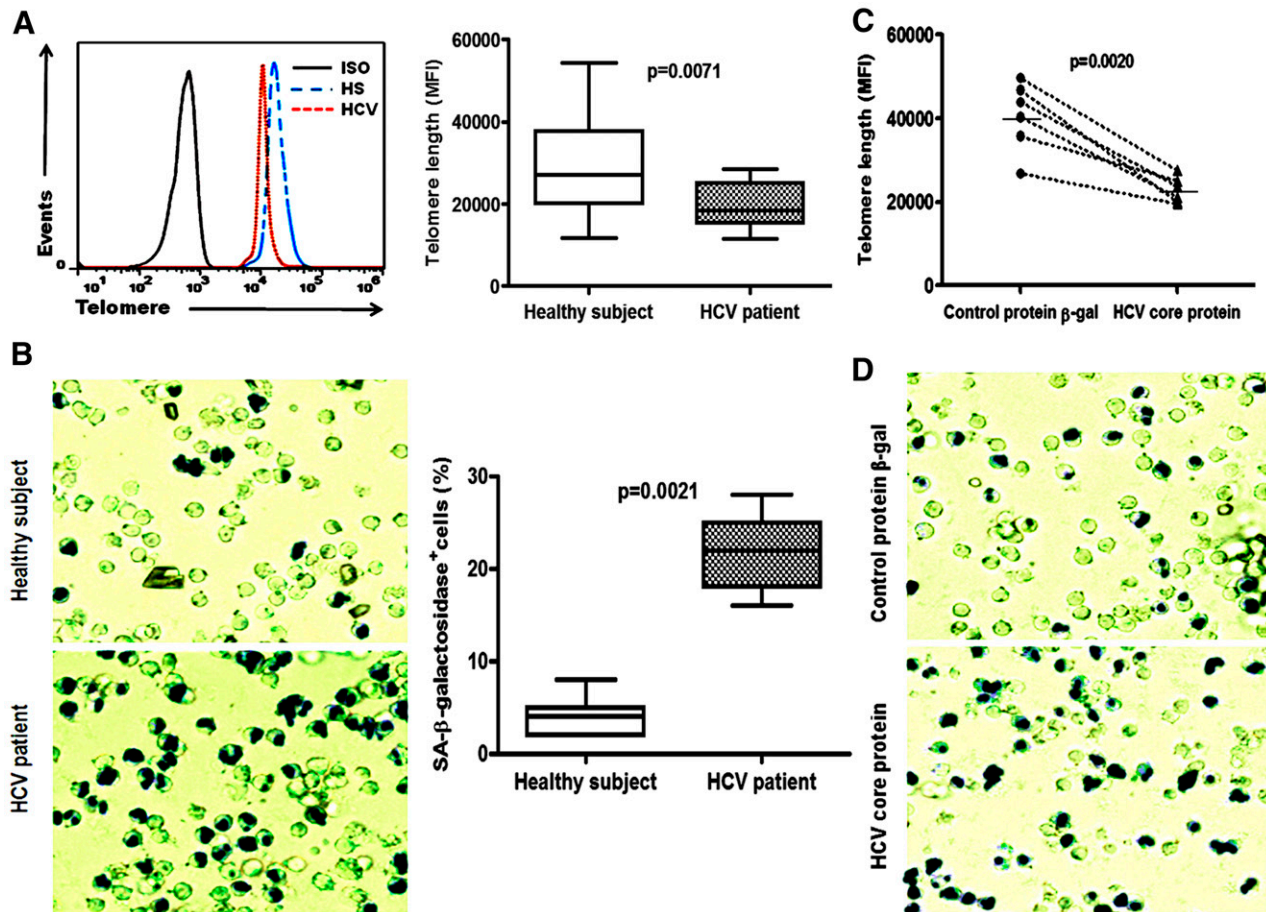 A
Events
0
10¹ 10² 10³ 10⁴ 10⁵ 10⁶
Telomere
ISO
HS
HCV
Telomere length (MFI)
60000
40000
20000
0
p=0.0071
Healthy subject HCV patient
C
Telomere length (MFI)
60000
40000
20000
0
p=0.0020
Control protein β-gal HCV core protein
B
Healthy subject
HCV patient
SA-β-galactosidase⁺ cells (%)
30
20
10
0
p=0.0021
Healthy subject HCV patient
D
Control protein β-gal
HCV core protein